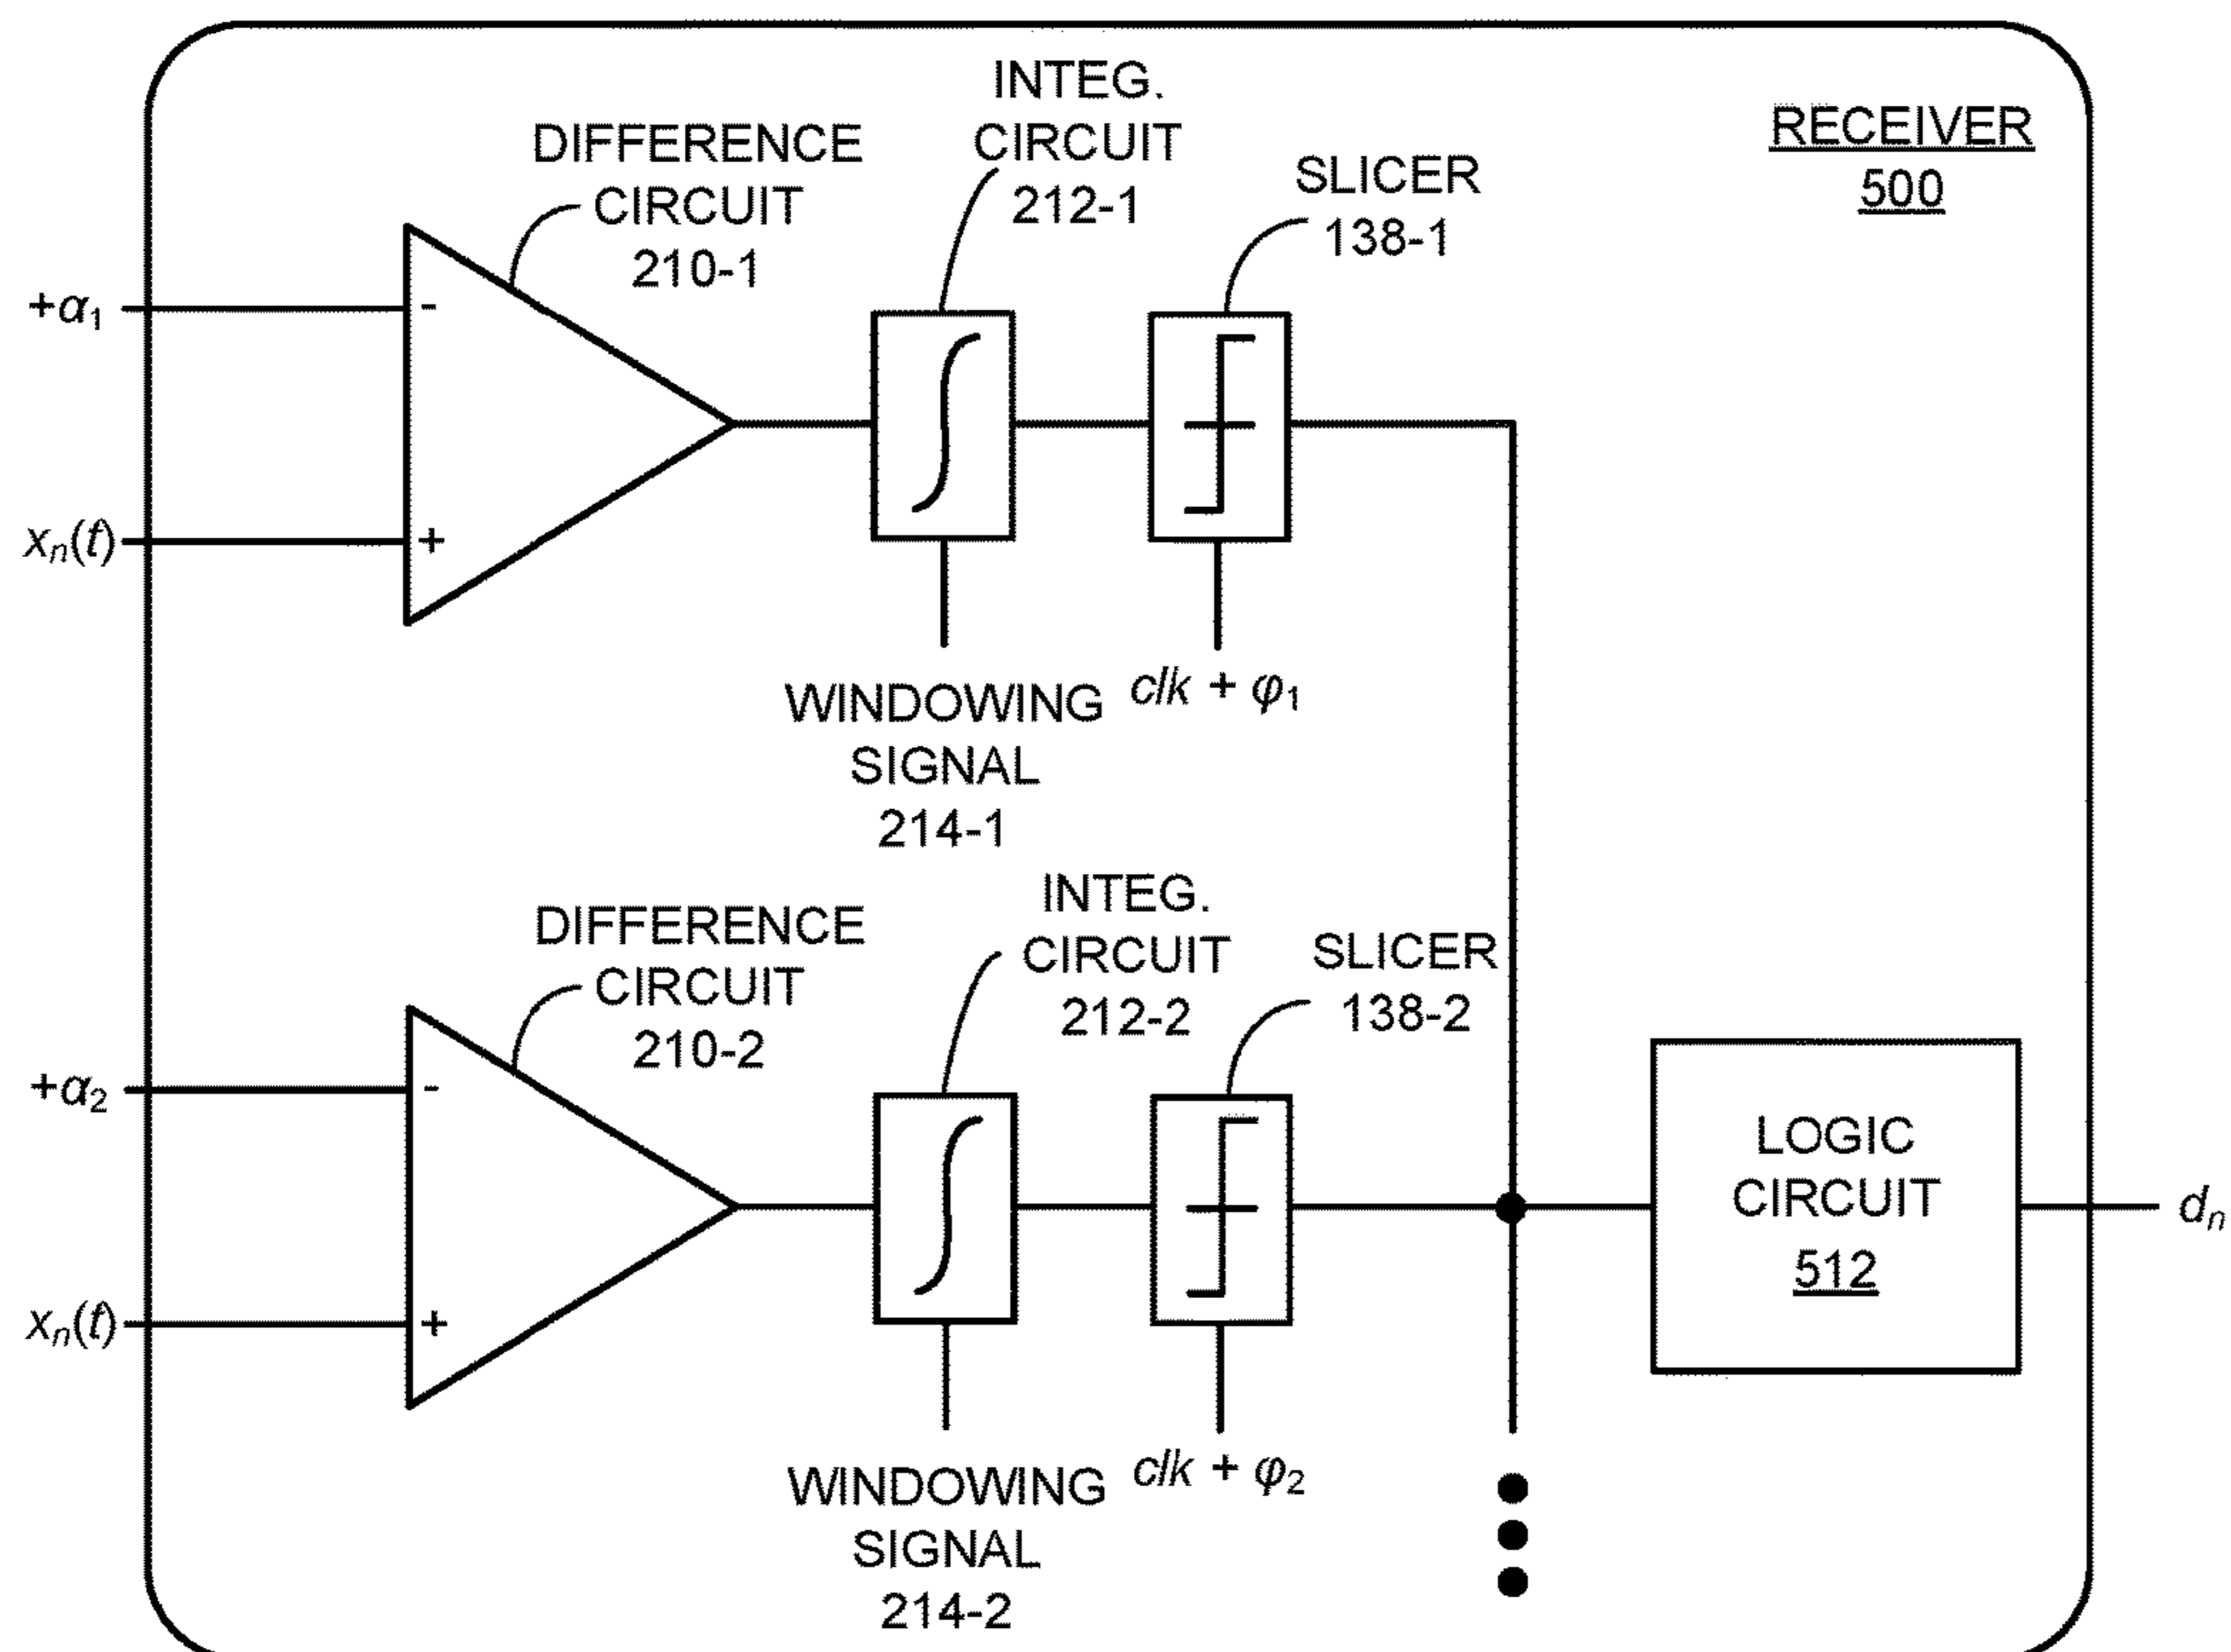 RECEIVER
500
INTEG.
CIRCUIT
212-1
DIFFERENCE
CIRCUIT
210-1
SLICER
138-1
+α₁
-
xₙ(t)
+
WINDOWING
SIGNAL
214-1
clk + φ₁
DIFFERENCE
CIRCUIT
210-2
INTEG.
CIRCUIT
212-2
SLICER
138-2
+α₂
-
xₙ(t)
+
LOGIC
CIRCUIT
512
dₙ
WINDOWING
SIGNAL
214-2
clk + φ₂